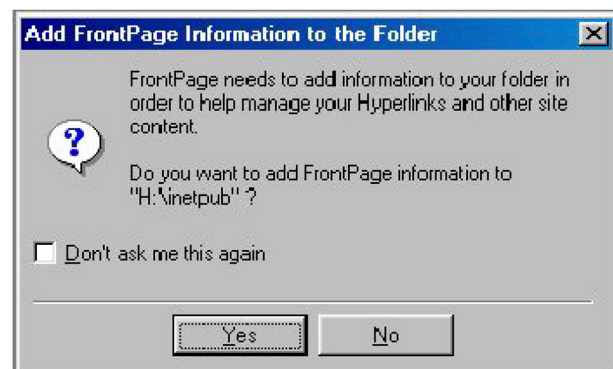 Add FrontPage Information to the Folder
FrontPage needs to add information to your folder in
order to help manage your Hyperlinks and other site
content.
Do you want to add FrontPage information to
"H:\inetpub" ?
Don't ask me this again
Yes
No